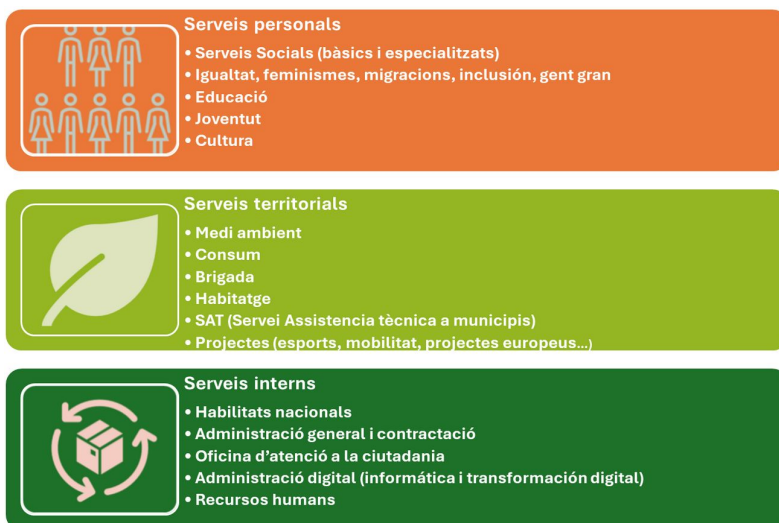 Serveis personals
• Serveis Socials (bàsics i especialitzats)
• Igualtat, feminismes, migracions, inclusión, gent gran
• Educació
• Joventut
• Cultura
Serveis territorials
• Medi ambient
• Consum
• Brigada
• Habitatge
• SAT (Servei Assistencia tècnica a municipis)
• Projectes (esports, mobilitat, projectes europeus...)
Serveis interns
• Habilitats nacionals
• Administració general i contractació
• Oficina d'atenció a la ciutadania
• Administració digital (informática i transformación digital)
• Recursos humans